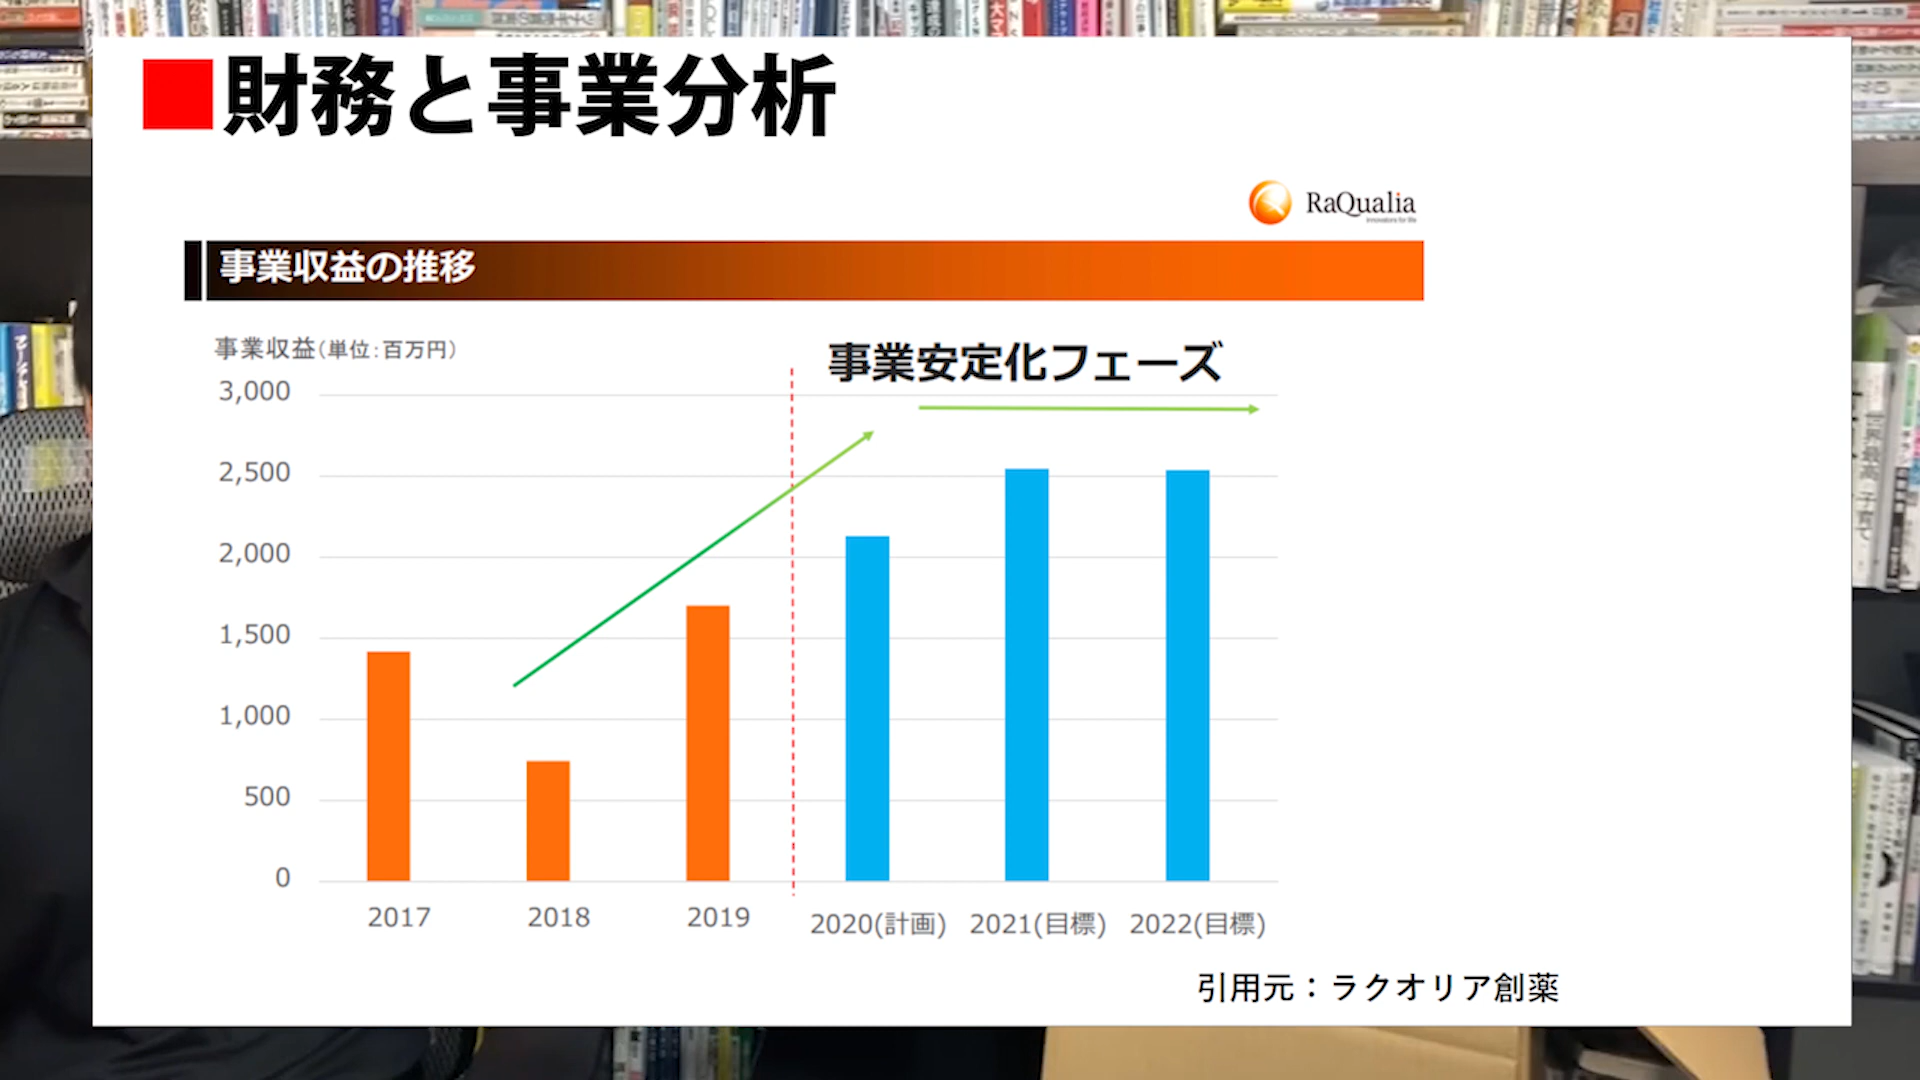 ■財務と事業分析
RaQualia
innovators for life
事業収益の推移
事業収益(単位:百万円)
事業安定化フェーズ
3,000
2,500
2,000
1,500
1,000
500
0
2017 2018 2019 2020(計画) 2021(目標) 2022(目標)
引用元：ラクオリア創薬